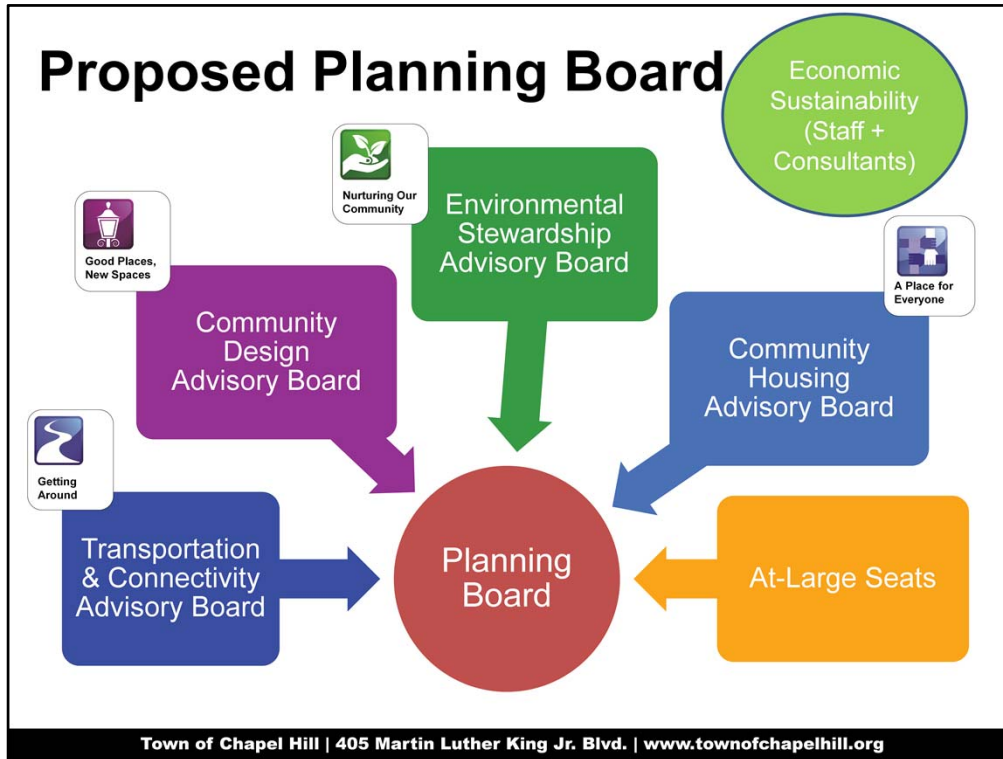 Proposed Planning Board
Economic
Sustainability
(Staff +
Consultants)
Nurturing Our
Community
Environmental
Stewardship
Advisory Board
Good Places,
New Spaces
Community
Design
Advisory Board
A Place for
Everyone
Community
Housing
Advisory Board
Getting
Around
Transportation
& Connectivity
Advisory Board
Planning
Board
At-Large Seats
Town of Chapel Hill | 405 Martin Luther King Jr. Blvd. | www.townofchapelhill.org